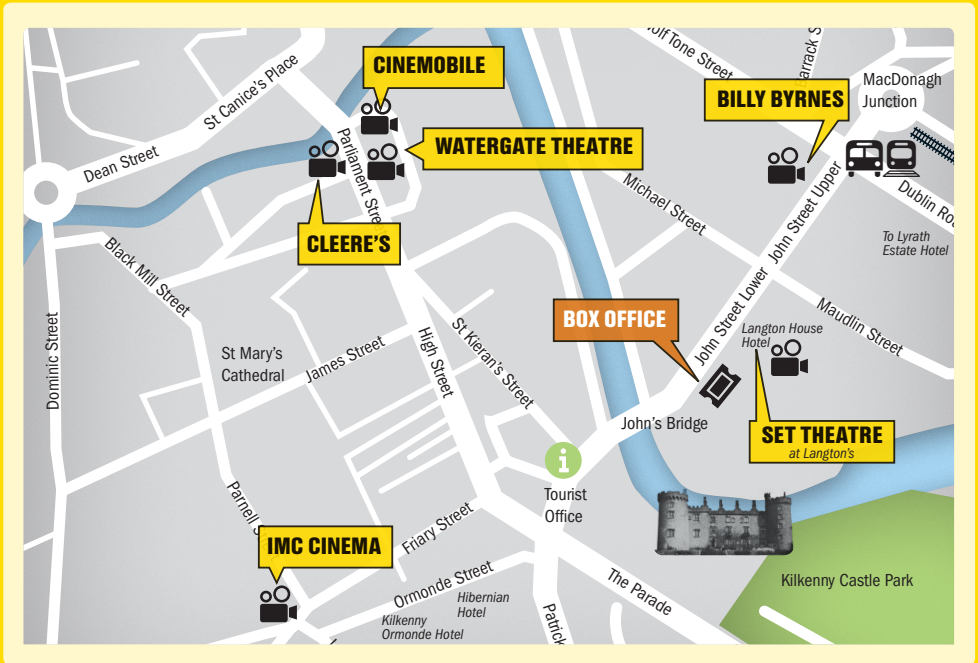 CINEMOBILE
St Canice's Place
Wolf Tone Street
Barrack S
MacDonagh
Junction
BILLY BYRNES
WATERGATE THEATRE
Parliament Street
Dean Street
CLEERE'S
Michael Street
John Street Upper
Dublin Ro
To Lyrath
Estate Hotel
Black Mill Street
Dominic Street
St Mary's
Cathedral
James Street
High Street
St Kieran's Street
BOX OFFICE
John Street Lower
Langton House
Hotel
Maudlin Street
SET THEATRE
at Langton's
John's Bridge
i
Tourist
Office
Parnell S
IMC CINEMA
Friary Street
Ormonde Street
Hibernian
Hotel
Kilkenny
Ormonde Hotel
Patrick
The Parade
Kilkenny Castle Park